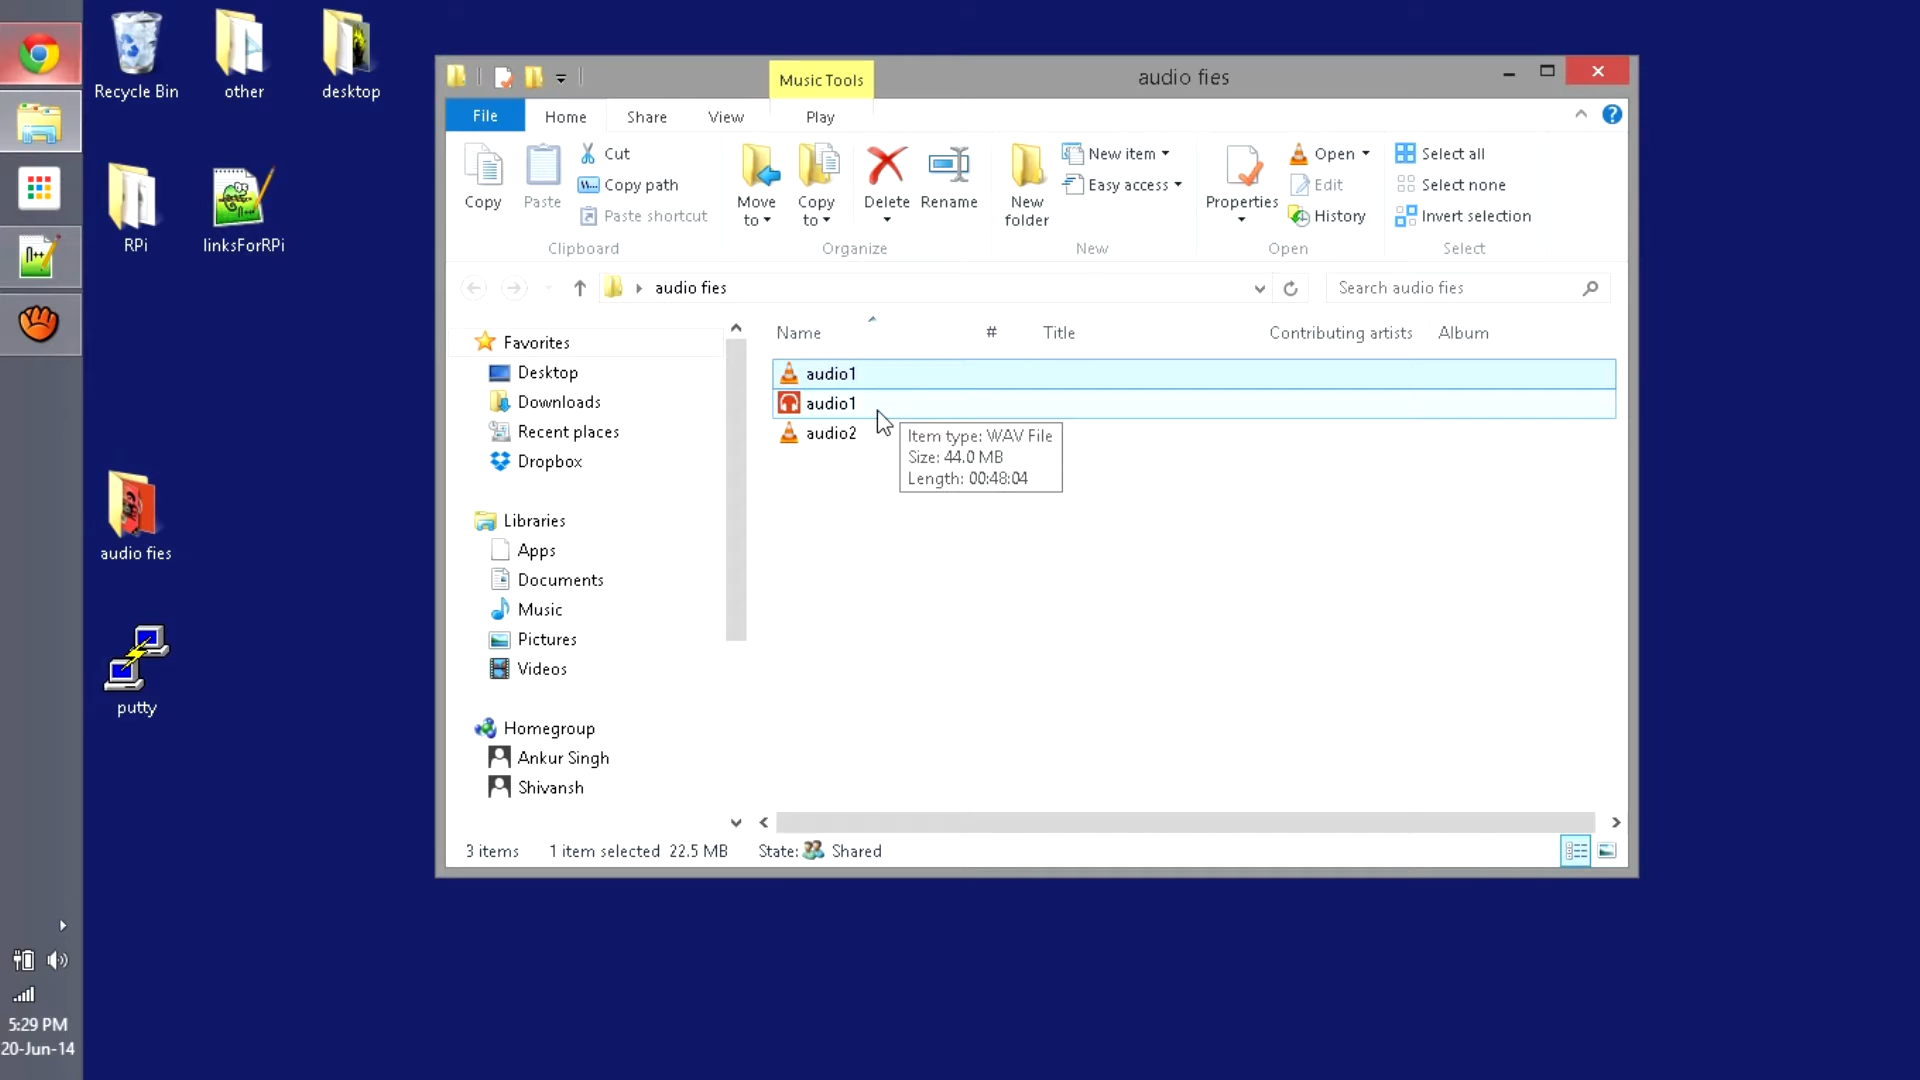 Recycle Bin
other
desktop
RPi
linksForRPi
audio fies
putty
5:29 PM
20-Jun-14
Music Tools
audio fies
File
Home
Share
View
Play
Copy
Paste
Cut
Copy path
Paste shortcut
Clipboard
Move to
Copy to
Delete
Rename
Organize
New folder
New item
Easy access
New
Properties
Open
Edit
History
Open
Select all
Select none
Invert selection
Select
audio fies
Search audio fies
Favorites
Desktop
Downloads
Recent places
Dropbox
Libraries
Apps
Documents
Music
Pictures
Videos
Homegroup
Ankur Singh
Shivansh
Name
#
Title
Contributing artists
Album
audio1
audio1
audio2
Item type: WAV File
Size: 44.0 MB
Length: 00:48:04
3 items
1 item selected 22.5 MB
State: Shared